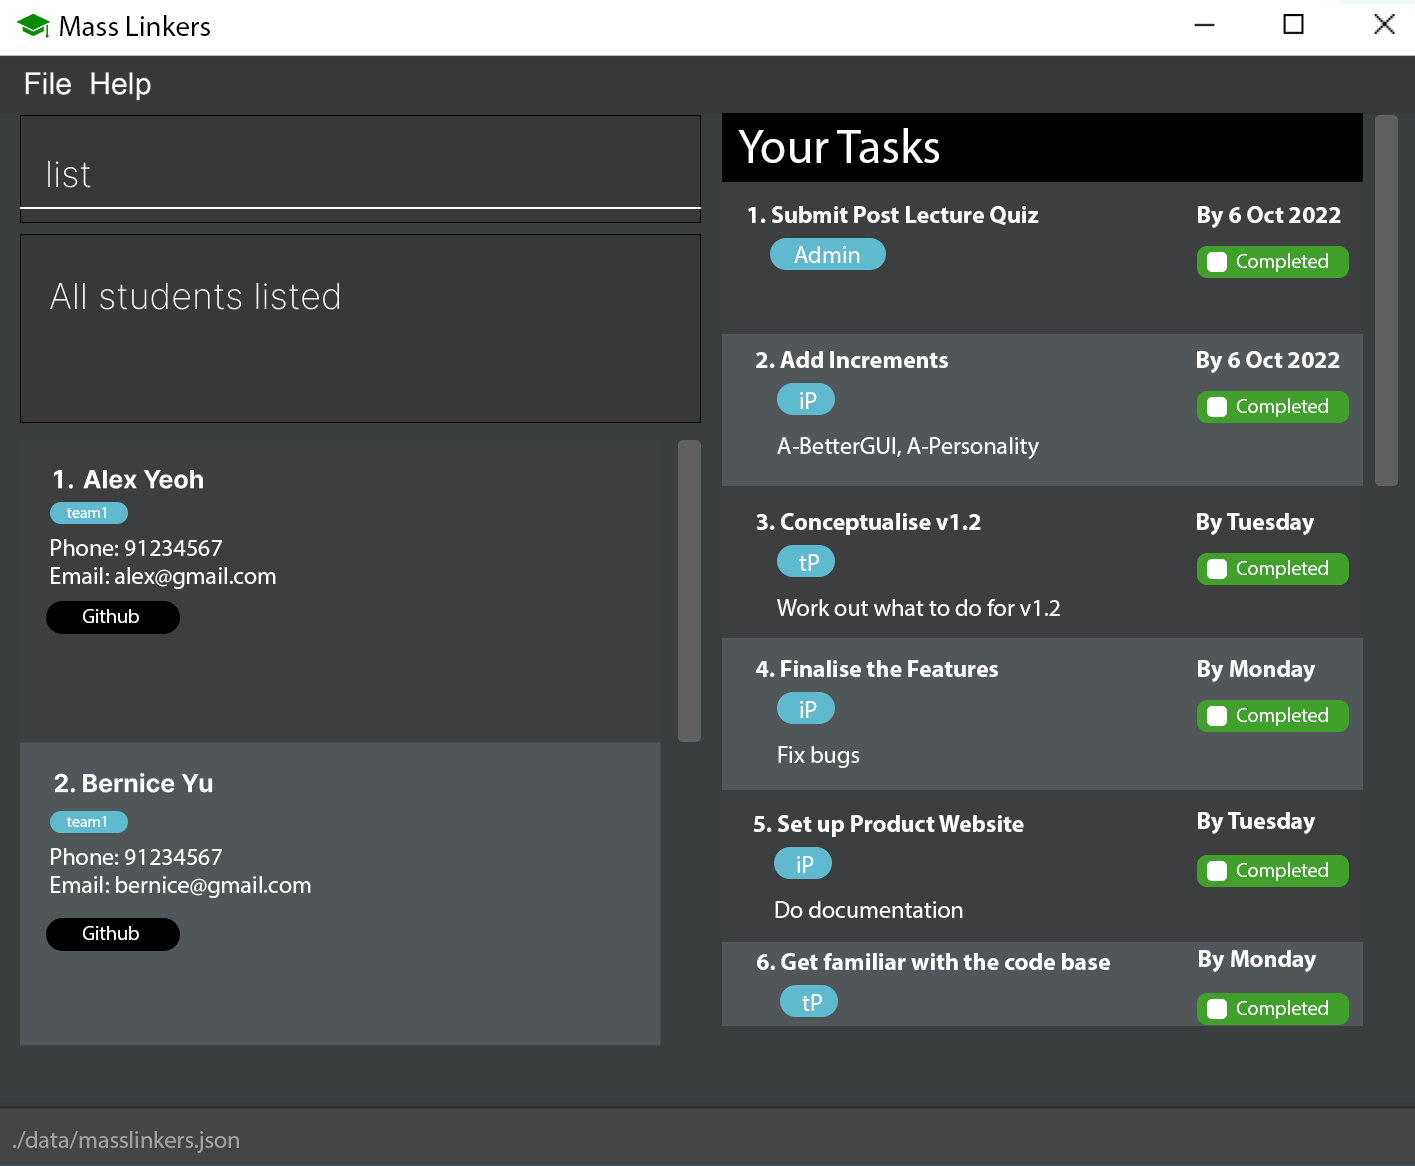 Mass Linkers
File Help
list
All students listed
1. Alex Yeoh
team1
Phone: 91234567
Email: alex@gmail.com
Github
2. Bernice Yu
team1
Phone: 91234567
Email: bernice@gmail.com
Github
Your Tasks
1. Submit Post Lecture Quiz
By 6 Oct 2022
Admin
Completed
2. Add Increments
By 6 Oct 2022
iP
Completed
A-BetterGUI, A-Personality
3. Conceptualise v1.2
By Tuesday
tP
Completed
Work out what to do for v1.2
4. Finalise the Features
By Monday
iP
Completed
Fix bugs
5. Set up Product Website
By Tuesday
iP
Completed
Do documentation
6. Get familiar with the code base
By Monday
tP
Completed
./data/masslinkers.json